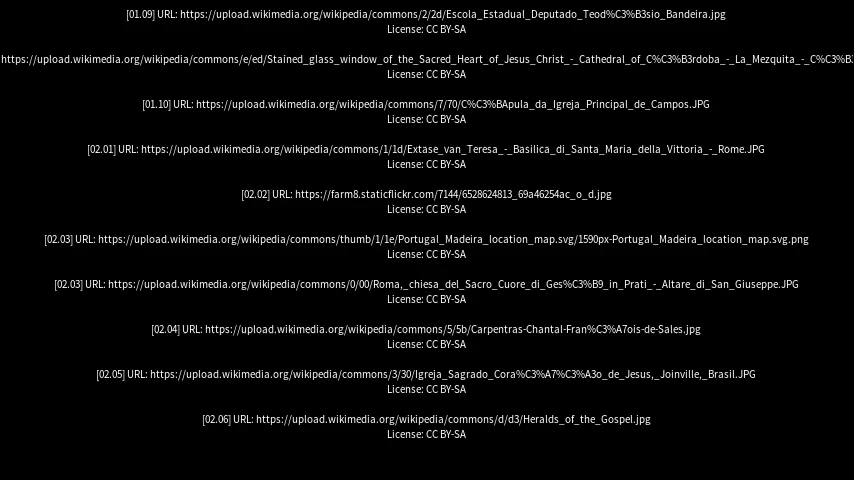 [01.09] URL: https://upload.wikimedia.org/wikipedia/commons/2/2d/Escola_Estadual_Deputado_Teod%C3%B3sio_Bandeira.jpg
License: CC BY-SA
https://upload.wikimedia.org/wikipedia/commons/e/ed/Stained_glass_window_of_the_Sacred_Heart_of_Jesus_Christ_-_Cathedral_of_C%C3%B3rdoba_-_La_Mezquita_-_C%C3%B3
License: CC BY-SA
[01.10] URL: https://upload.wikimedia.org/wikipedia/commons/7/70/C%C3%BApula_da_Igreja_Principal_de_Campos.JPG
License: CC BY-SA
[02.01] URL: https://upload.wikimedia.org/wikipedia/commons/1/1d/Extase_van_Teresa_-_Basilica_di_Santa_Maria_della_Vittoria_-_Rome.JPG
License: CC BY-SA
[02.02] URL: https://farm8.staticflickr.com/7144/6528624813_69a46254ac_o_d.jpg
License: CC BY-SA
[02.03] URL: https://upload.wikimedia.org/wikipedia/commons/thumb/1/1e/Portugal_Madeira_location_map.svg/1590px-Portugal_Madeira_location_map.svg.png
License: CC BY-SA
[02.03] URL: https://upload.wikimedia.org/wikipedia/commons/0/00/Roma,_chiesa_del_Sacro_Cuore_di_Ges%C3%B9_in_Prati_-_Altare_di_San_Giuseppe.JPG
License: CC BY-SA
[02.04] URL: https://upload.wikimedia.org/wikipedia/commons/5/5b/Carpentras-Chantal-Fran%C3%A7ois-de-Sales.jpg
License: CC BY-SA
[02.05] URL: https://upload.wikimedia.org/wikipedia/commons/3/30/Igreja_Sagrado_Cora%C3%A7%C3%A3o_de_Jesus,_Joinville,_Brasil.JPG
License: CC BY-SA
[02.06] URL: https://upload.wikimedia.org/wikipedia/commons/d/d3/Heralds_of_the_Gospel.jpg
License: CC BY-SA